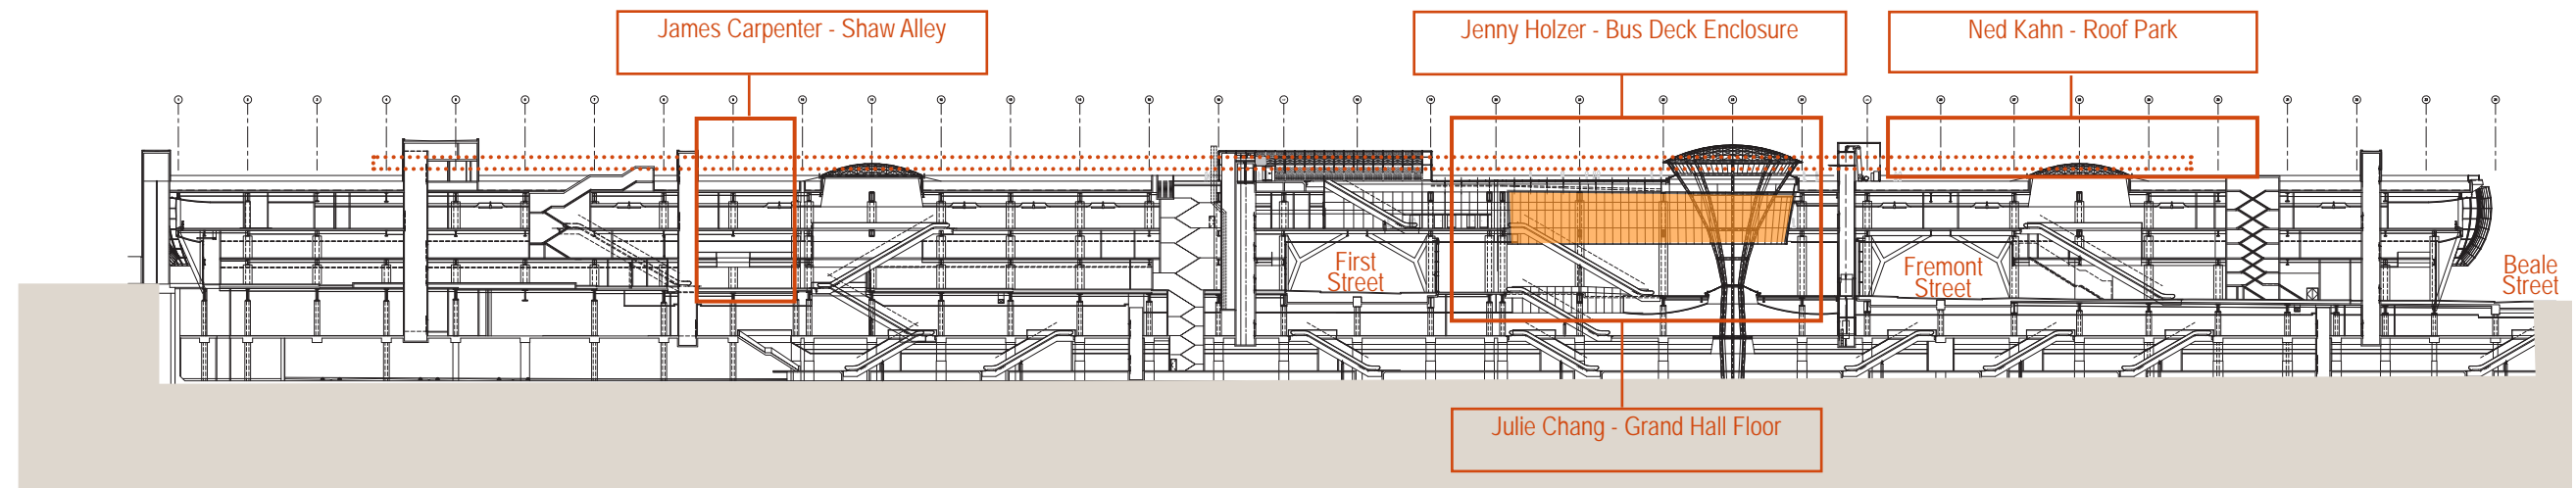 James Carpenter - Shaw Alley
Jenny Holzer - Bus Deck Enclosure
Ned Kahn - Roof Park
First
Street
Fremont
Street
Beale
Street
Julie Chang - Grand Hall Floor